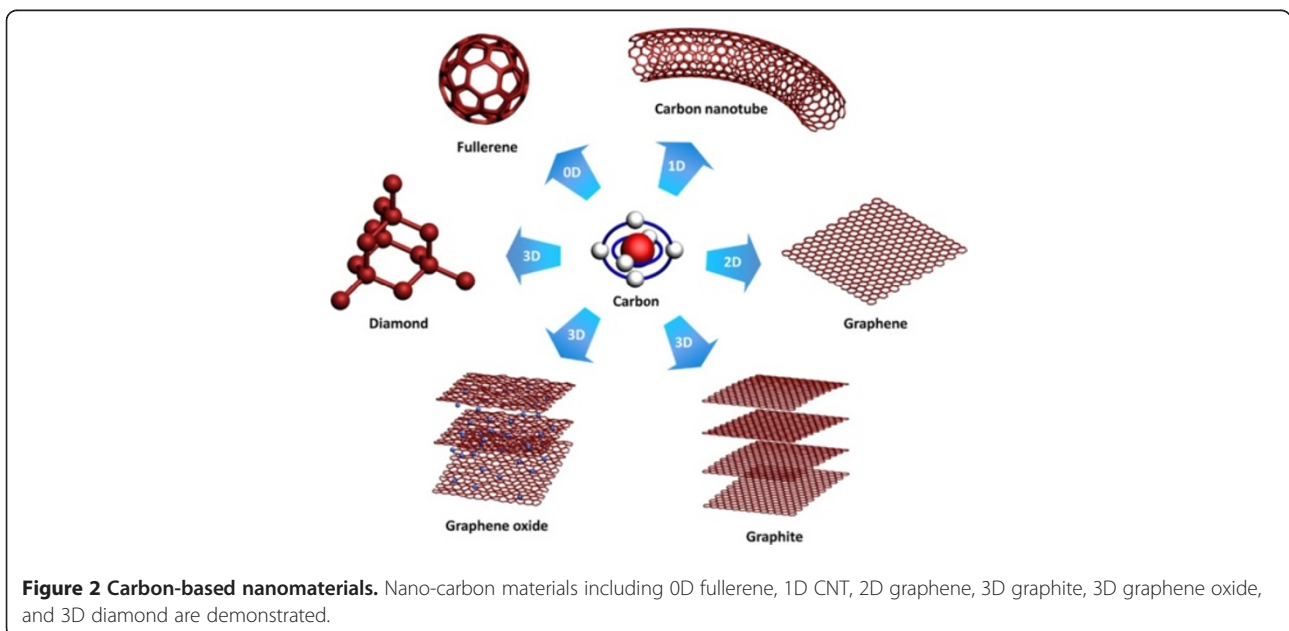 Fullerene
Carbon nanotube
0D
1D
3D
2D
Diamond
Carbon
Graphene
3D
3D
Graphene oxide
Graphite
Figure 2 Carbon-based nanomaterials. Nano-carbon materials including 0D fullerene, 1D CNT, 2D graphene, 3D graphite, 3D graphene oxide,
and 3D diamond are demonstrated.